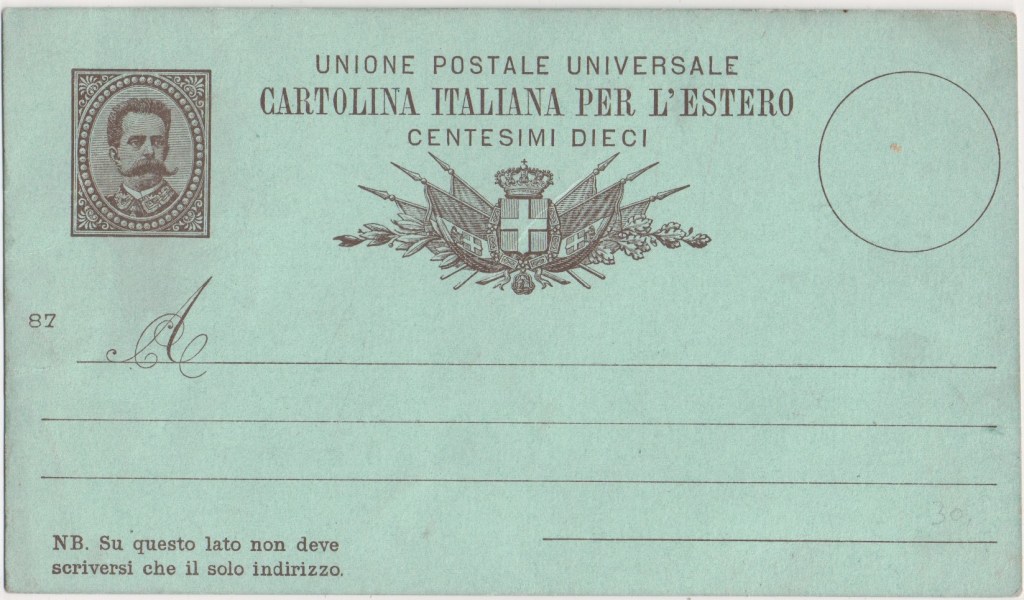 UNIONE POSTALE UNIVERSALE
CARTOLINA ITALIANA PER L'ESTERO
CENTESIMI DIECI
87
A
NB. Su questo lato non deve
scriversi che il solo indirizzo.
30,